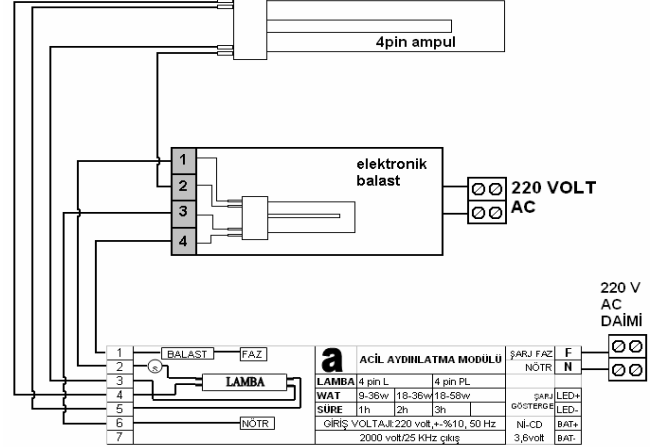 4pin ampul
1
2
3
4
elektronik
balast
220 VOLT
AC
220 V
AC
DAİMİ
1 BALAST FAZ
2 S
3 LAMBA
4
5
6 NÖTR
7
a ACİL AYDINLATMA MODÜLÜ
LAMBA 4 pin L 4 pin PL
WAT 9-36w 18-36w 18-58w
SÜRE 1h 2h 3h
GİRİŞ VOLTAJI:220 volt,+-%10, 50 Hz
2000 volt/25 KHz çıkış
ŞARJ FAZ F
NÖTR N
ŞARJ LED+
GÖSTERGE LED-
Nİ-CD BAT+
3,6volt BAT+